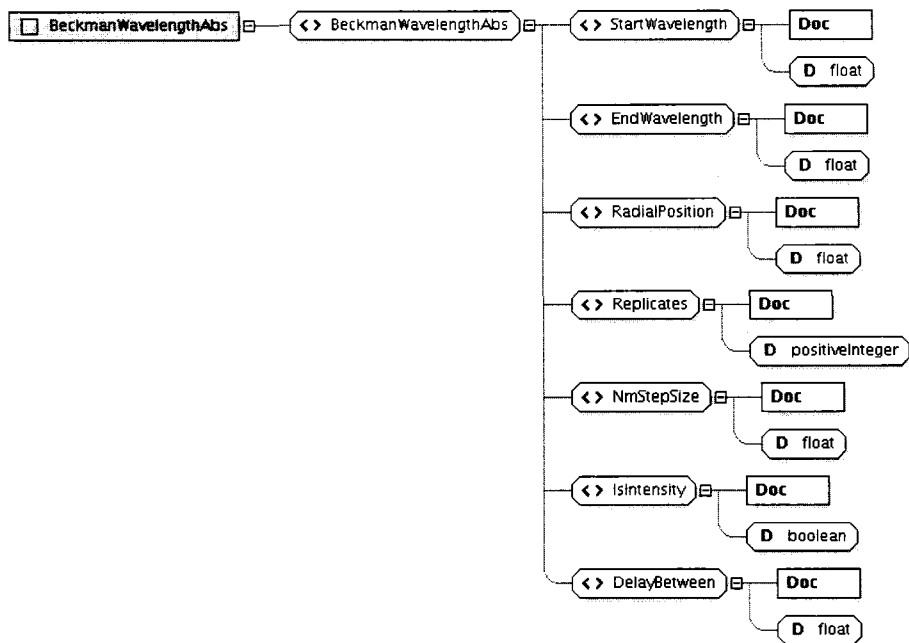 BeckmanWavelengthAbs
<> BeckmanWavelengthAbs
<> StartWavelength
Doc
D float
<> EndWavelength
Doc
D float
<> RadialPosition
Doc
D float
<> Replicates
Doc
D positiveInteger
<> NmStepSize
Doc
D float
<> IsIntensity
Doc
D boolean
<> DelayBetween
Doc
D float